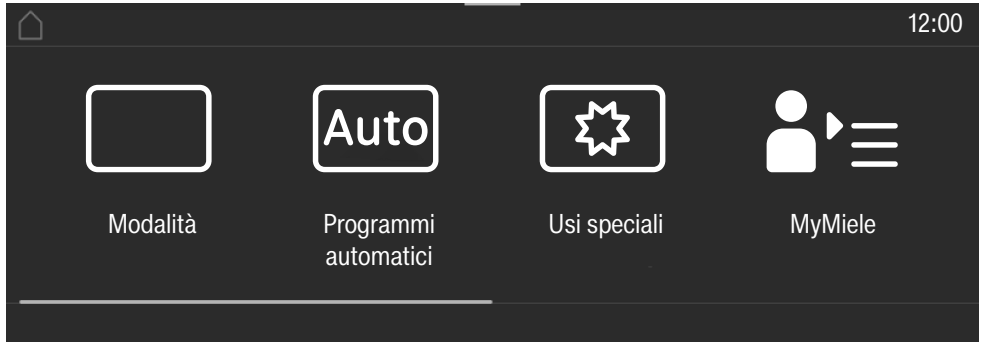 12:00
Auto
Modalità
Programmi
automatici
Usi speciali
MyMiele